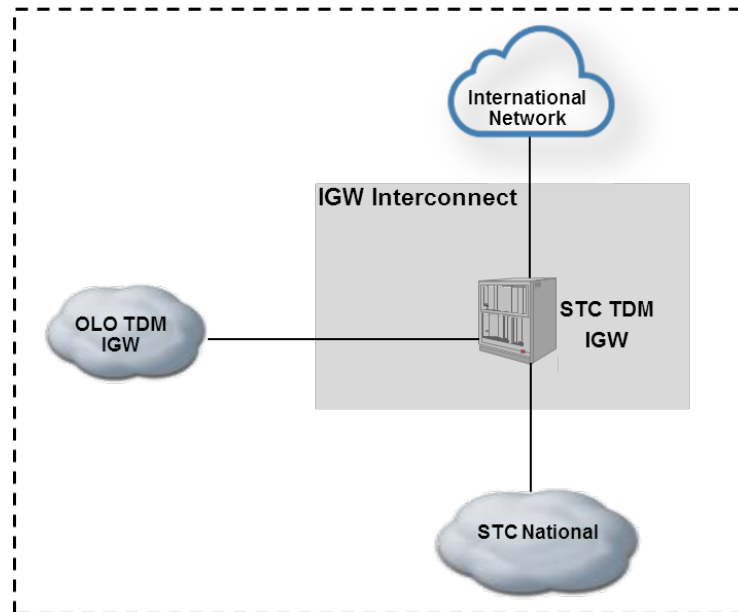 International
Network
IGW Interconnect
OLO TDM
IGW
STC TDM
IGW
STC National